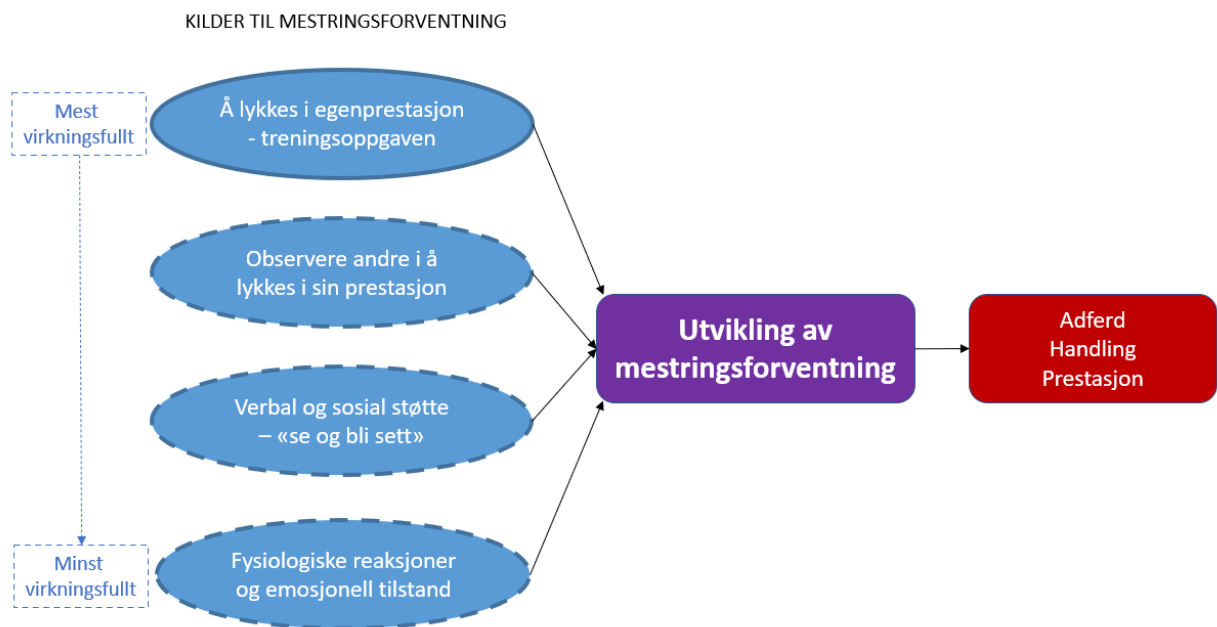 KILDER TIL MESTRINGSFORVENTNING
Mest
virkningsfullt
Å lykkes i egenprestasjon
- treningsoppgaven
Observere andre i å
lykkes i sin prestasjon
Verbal og sosial støtte
– «se og bli sett»
Minst
virkningsfullt
Fysiologiske reaksjoner
og emosjonell tilstand
Utvikling av
mestringsforventning
Adferd
Handling
Prestasjon